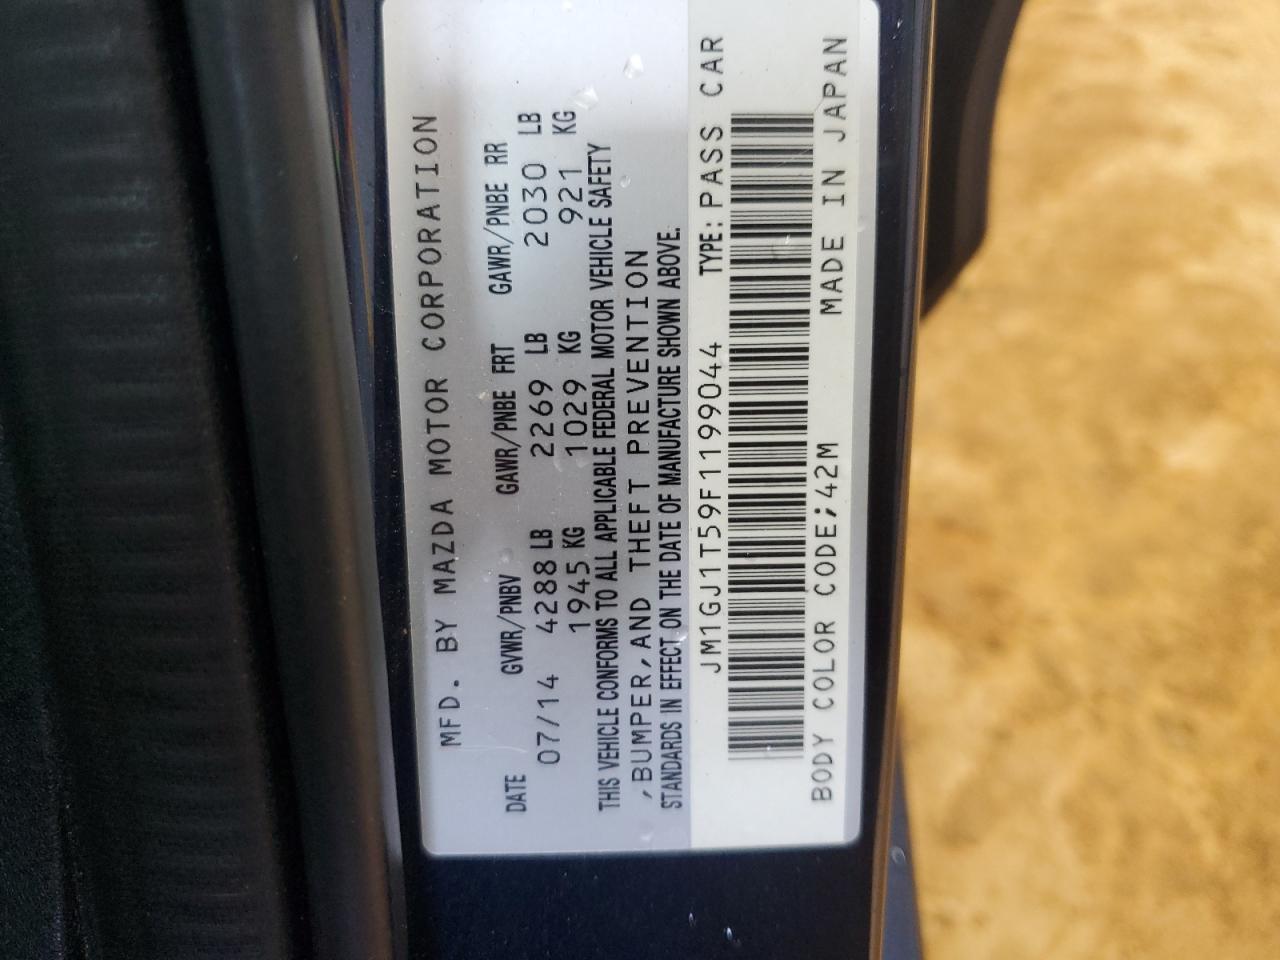 MFD. BY MAZDA MOTOR CORPORATION
DATE GVWR/PNBV GAWR/PNBE FRT GAWR/PNBE RR
07/14 4288 LB 2269 LB 2030 LB
1945 KG 1029 KG 921 KG
THIS VEHICLE CONFORMS TO ALL APPLICABLE FEDERAL MOTOR VEHICLE SAFETY
,BUMPER,AND THEFT PREVENTION
STANDARDS IN EFFECT ON THE DATE OF MANUFACTURE SHOWN ABOVE.
JM1GJ1T59F1199044 TYPE: PASS CAR
BODY COLOR CODE;42M MADE IN JAPAN